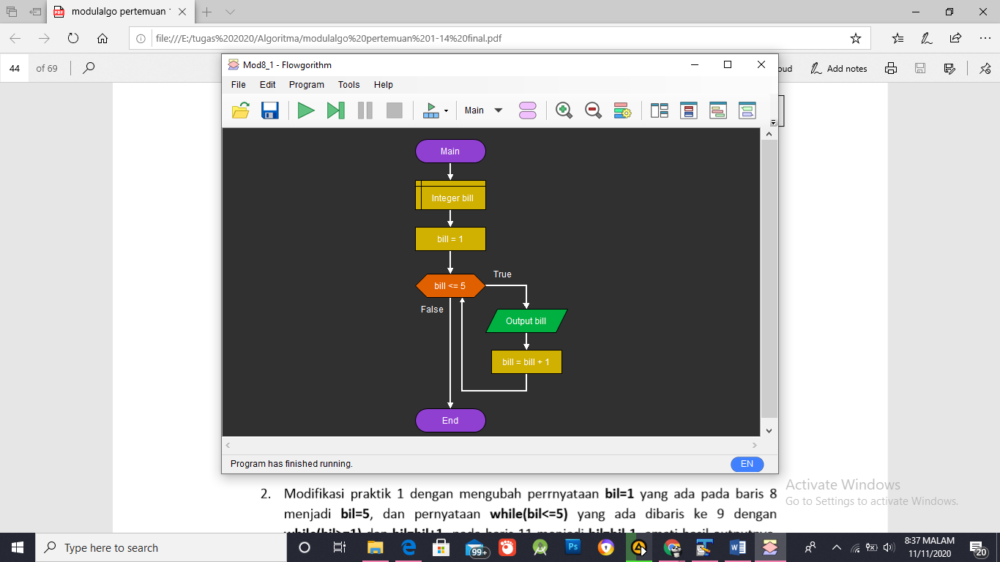 modulalgo pertemuan
file:///E:/tugas%202020/Algoritma/modulalgo%20pertemuan%201-14%20final.pdf
44 of 69
oud Add notes
Mod8_1 - Flowgorithm
File Edit Program Tools Help
Main
Main
Integer bill
bill = 1
bill <= 5
True
False
Output bill
bill = bill + 1
End
Program has finished running.
EN
2. Modifikasi praktik 1 dengan mengubah perrnyataan bil=1 yang ada pada baris 8
menjadi bil=5, dan pernyataan while(bil<=5) yang ada dibaris ke 9 dengan
Activate Windows
Go to Settings to activate Windows.
Type here to search
99+
Ps
8:37 MALAM
11/11/2020
20